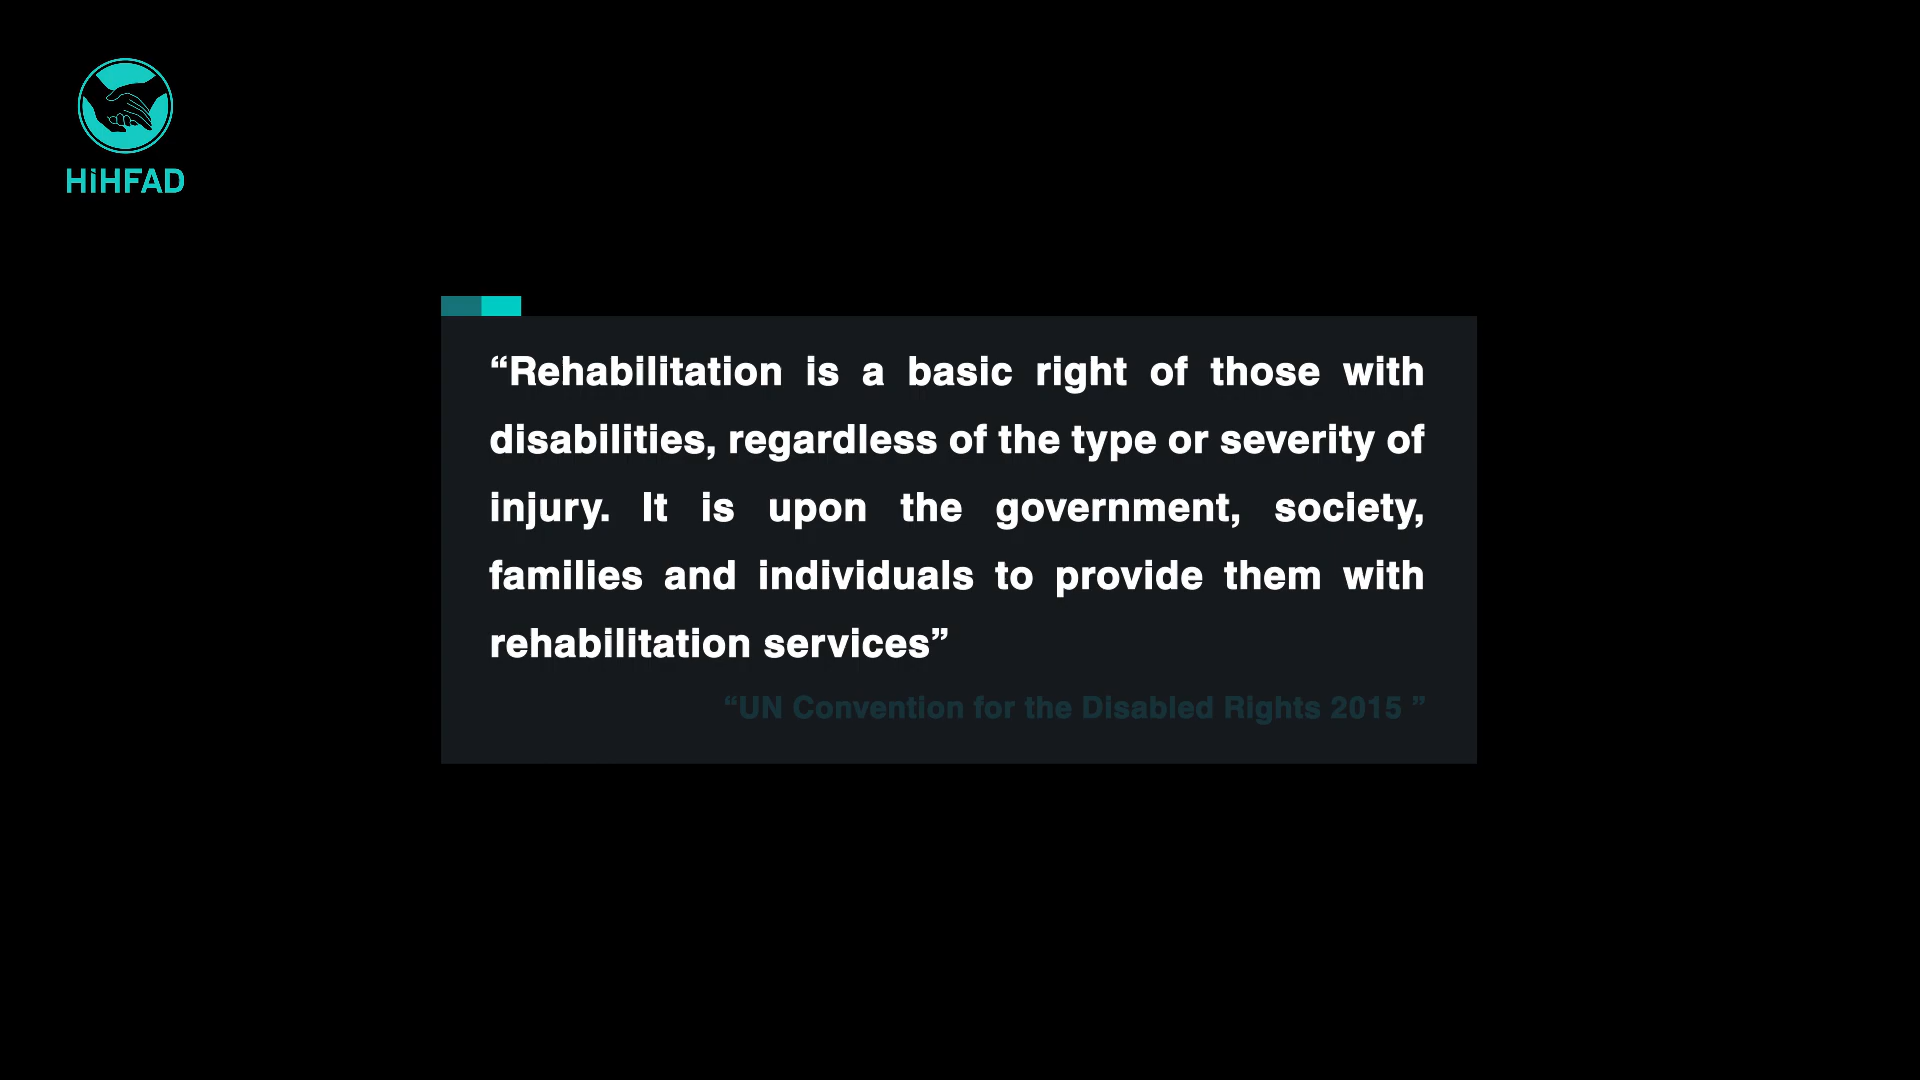 HiHFAD
“Rehabilitation is a basic right of those with
disabilities, regardless of the type or severity of
injury. It is upon the government, society,
families and individuals to provide them with
rehabilitation services”
“UN Convention for the Disabled Rights 2015 ”